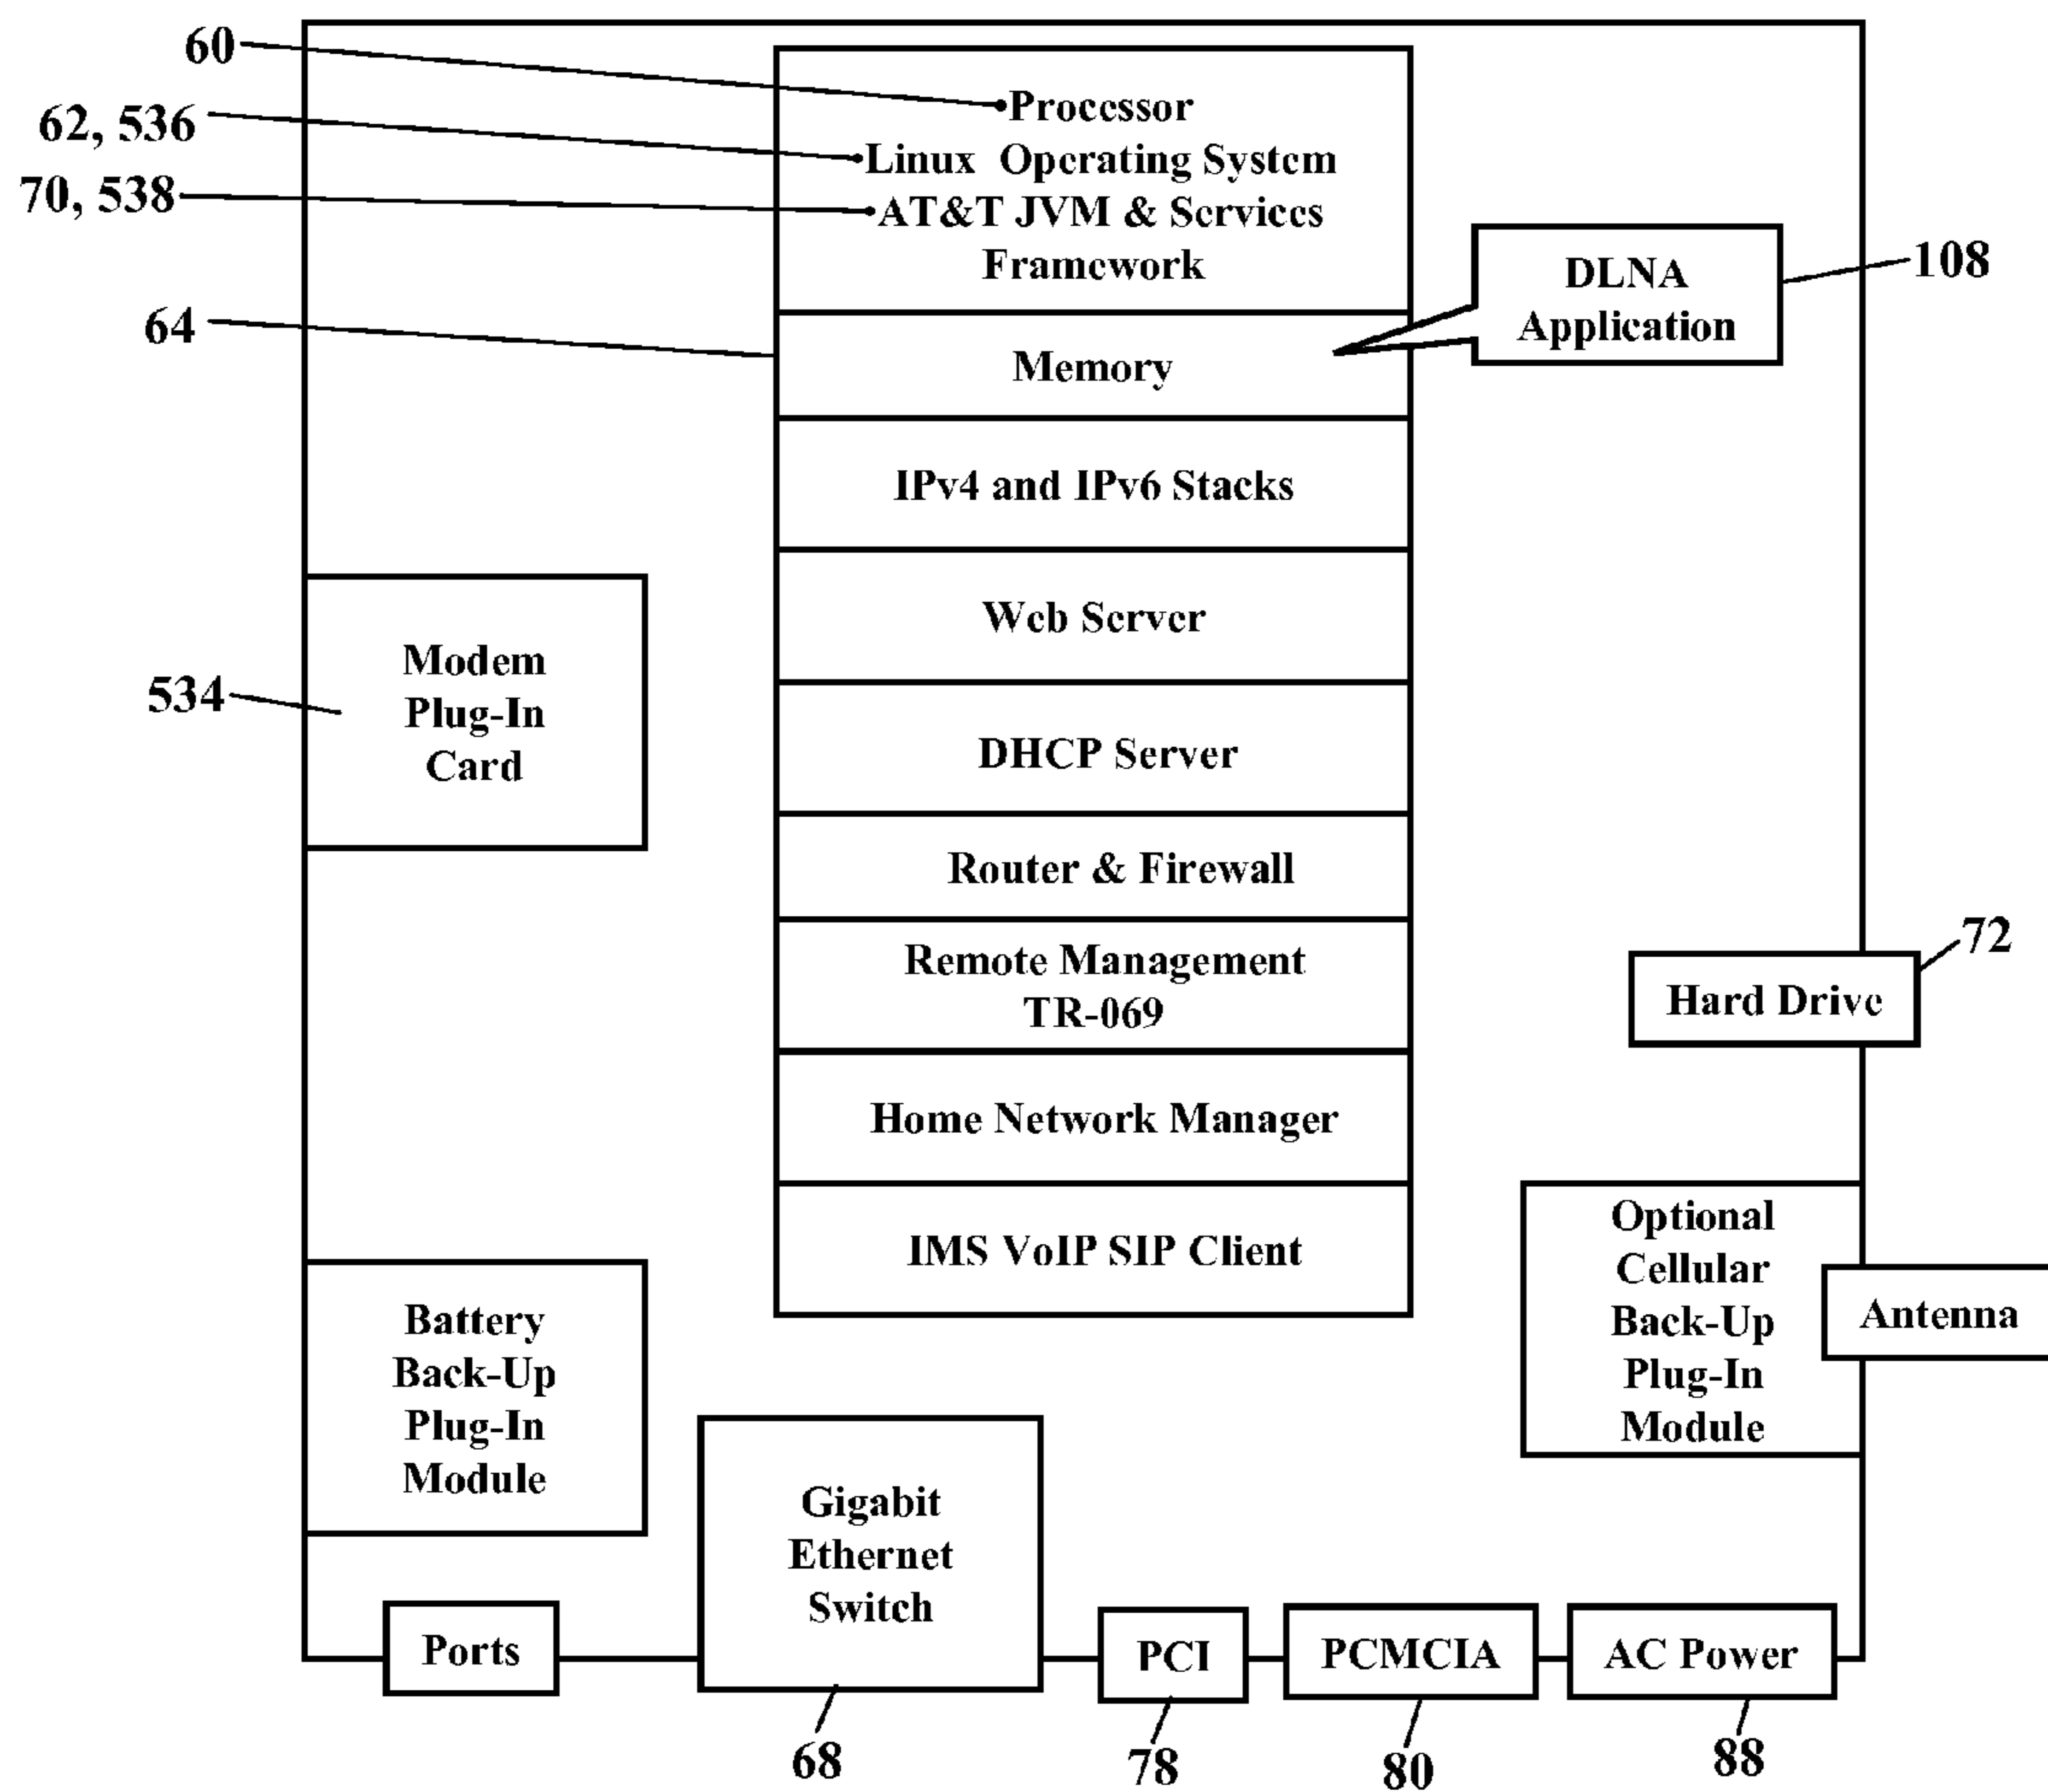 60
Processor
62, 536
Linux Operating System
70, 538
AT&T JVM & Services
Framework
DLNA
Application
108
64
Memory
IPv4 and IPv6 Stacks
Web Server
Modem
Plug-In
Card
534
DHCP Server
Router & Firewall
72
Remote Management
TR-069
Hard Drive
Home Network Manager
Optional
Cellular
Back-Up
Plug-In
Module
Antenna
IMS VoIP SIP Client
Battery
Back-Up
Plug-In
Module
Gigabit
Ethernet
Switch
Ports
PCI
PCMCIA
AC Power
68
78
80
88